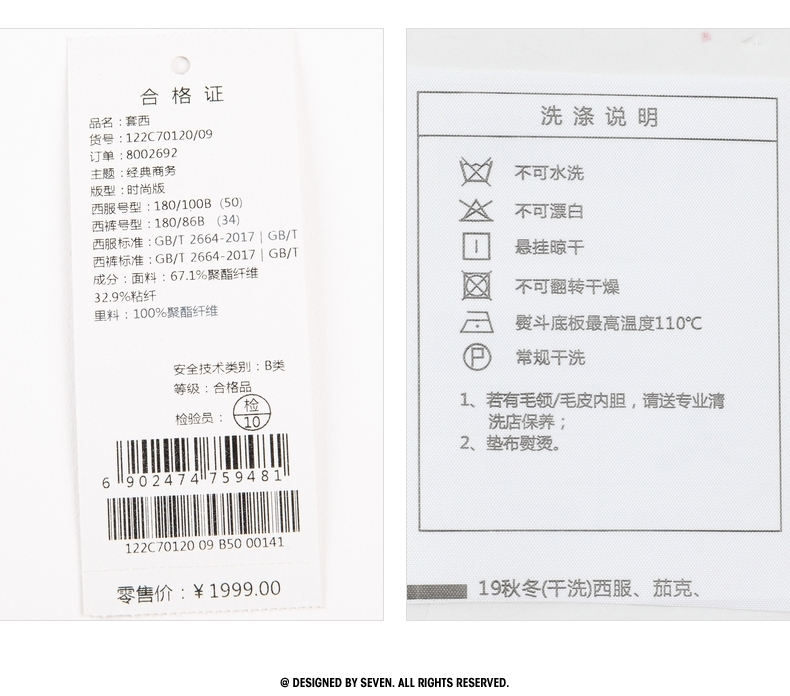 合格证
品名：套西
货号：122C70120/09
订单：8002692
主题：经典商务
版型：时尚版
西服号型：180/100B （50）
西裤号型：180/86B （34）
西服标准：GB/T 2664-2017 | GB/T
西裤标准：GB/T 2664-2017 | GB/T
成分：面料：67.1%聚酯纤维
32.9%粘纤
里料：100%聚酯纤维
安全技术类别：B类
等级：合格品
检验员：检 10
6 902474 759481
122C70120 09 B50 00141
零售价：¥1999.00
洗涤说明
不可水洗
不可漂白
悬挂晾干
不可翻转干燥
熨斗底板最高温度110℃
P 常规干洗
1、若有毛领/毛皮内胆，请送专业清
洗店保养；
2、垫布熨烫。
19秋冬(干洗)西服、茄克、
@ DESIGNED BY SEVEN. ALL RIGHTS RESERVED.